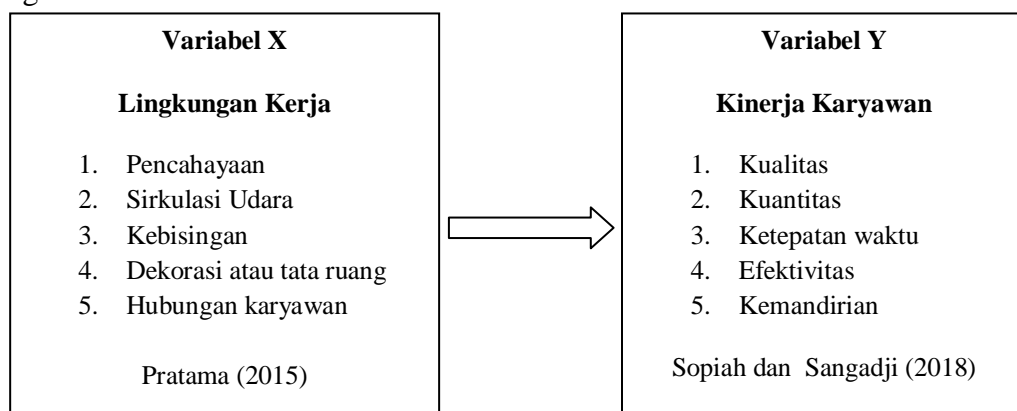 Variabel X
Lingkungan Kerja
1. Pencahayaan
2. Sirkulasi Udara
3. Kebisingan
4. Dekorasi atau tata ruang
5. Hubungan karyawan
Pratama (2015)
Variabel Y
Kinerja Karyawan
1. Kualitas
2. Kuantitas
3. Ketepatan waktu
4. Efektivitas
5. Kemandirian
Sopiah dan Sangadji (2018)